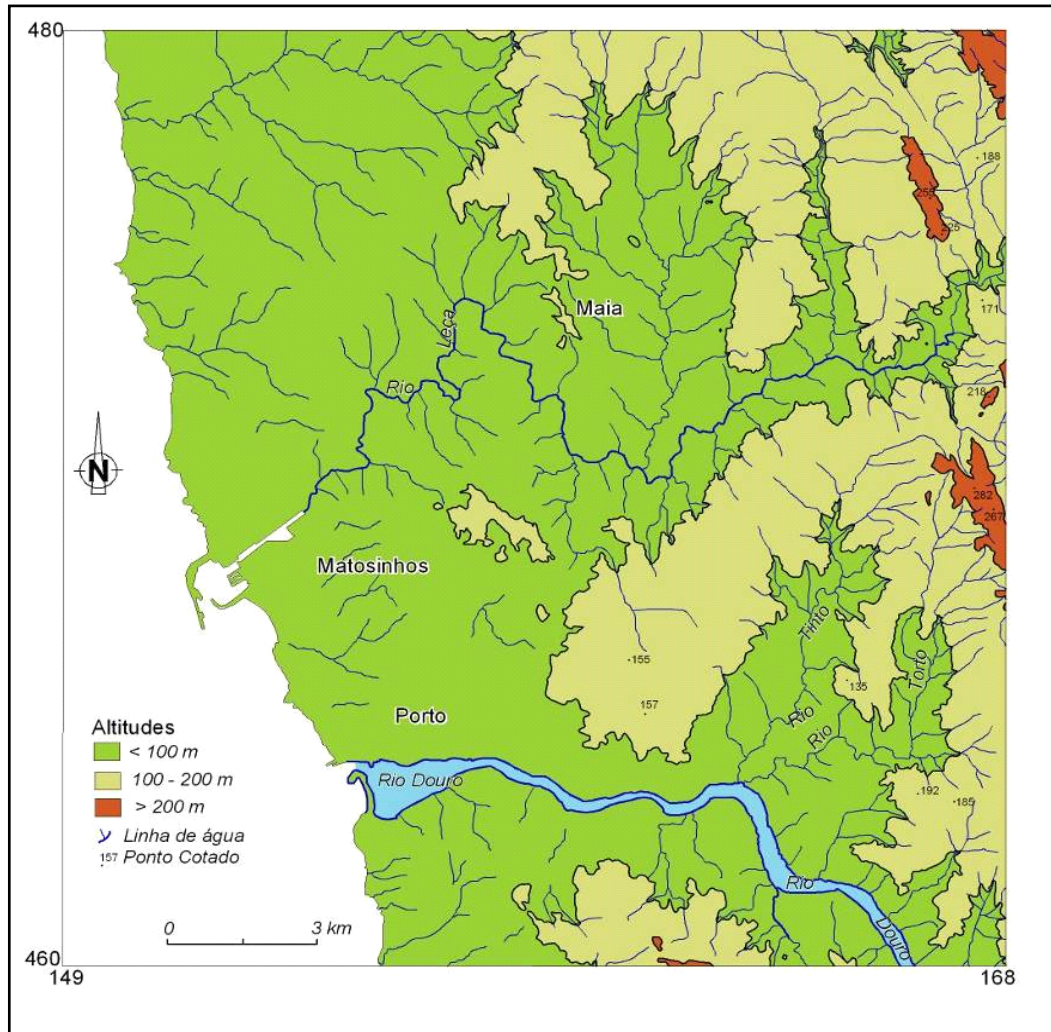 480
188
255
225
171
Maia
Leça
Rio
218
282
267
N
Matosinhos
Tinto
Torto
155
135
157
Porto
Rio
Rio
Altitudes
< 100 m
100 - 200 m
> 200 m
Linha de água
157 Ponto Cotado
Rio Douro
192
185
Rio
Douro
0 3 km
460
149 168